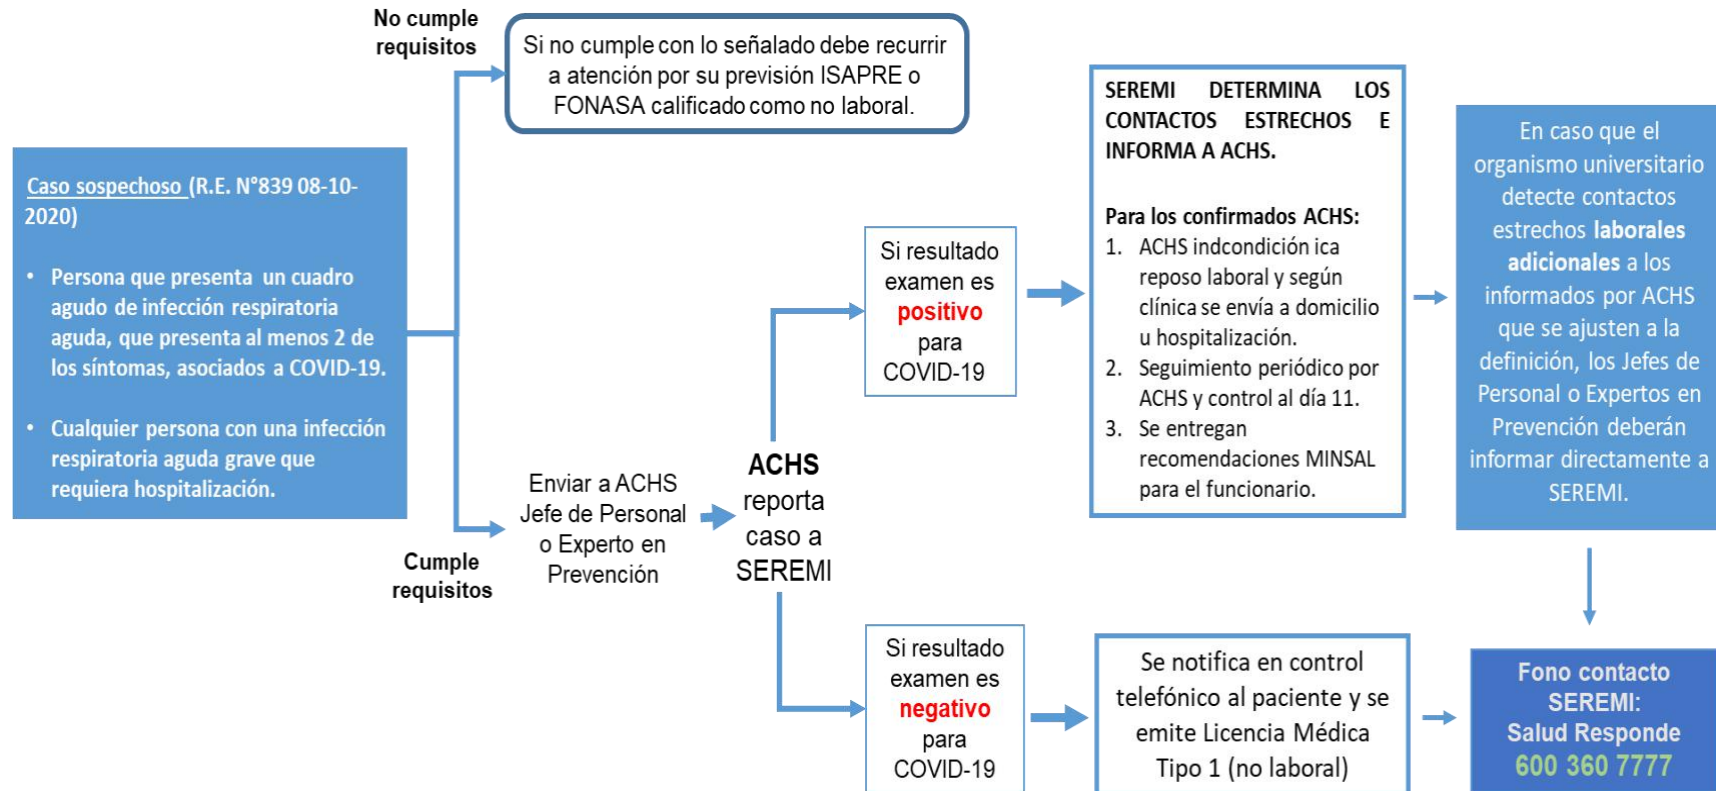 No cumple
requisitos
Si no cumple con lo señalado debe recurrir
a atención por su previsión ISAPRE o
FONASA calificado como no laboral.
Caso sospechoso (R.E. N°839 08-10-
2020)
• Persona que presenta un cuadro
agudo de infección respiratoria
aguda, que presenta al menos 2 de
los síntomas, asociados a COVID-19.
• Cualquier persona con una infección
respiratoria aguda grave que
requiera hospitalización.
Cumple
requisitos
Enviar a ACHS
Jefe de Personal
o Experto en
Prevención
ACHS
reporta
caso a
SEREMI
Si resultado
examen es
positivo
para
COVID-19
SEREMI DETERMINA LOS
CONTACTOS ESTRECHOS E
INFORMA A ACHS.
Para los confirmados ACHS:
1. ACHS indcondición ica
reposo laboral y según
clínica se envía a domicilio
u hospitalización.
2. Seguimiento periódico por
ACHS y control al día 11.
3. Se entregan
recomendaciones MINSAL
para el funcionario.
En caso que el
organismo universitario
detecte contactos
estrechos laborales
adicionales a los
informados por ACHS
que se ajusten a la
definición, los Jefes de
Personal o Expertos en
Prevención deberán
informar directamente a
SEREMI.
Si resultado
examen es
negativo
para
COVID-19
Se notifica en control
telefónico al paciente y se
emite Licencia Médica
Tipo 1 (no laboral)
Fono contacto
SEREMI:
Salud Responde
600 360 7777